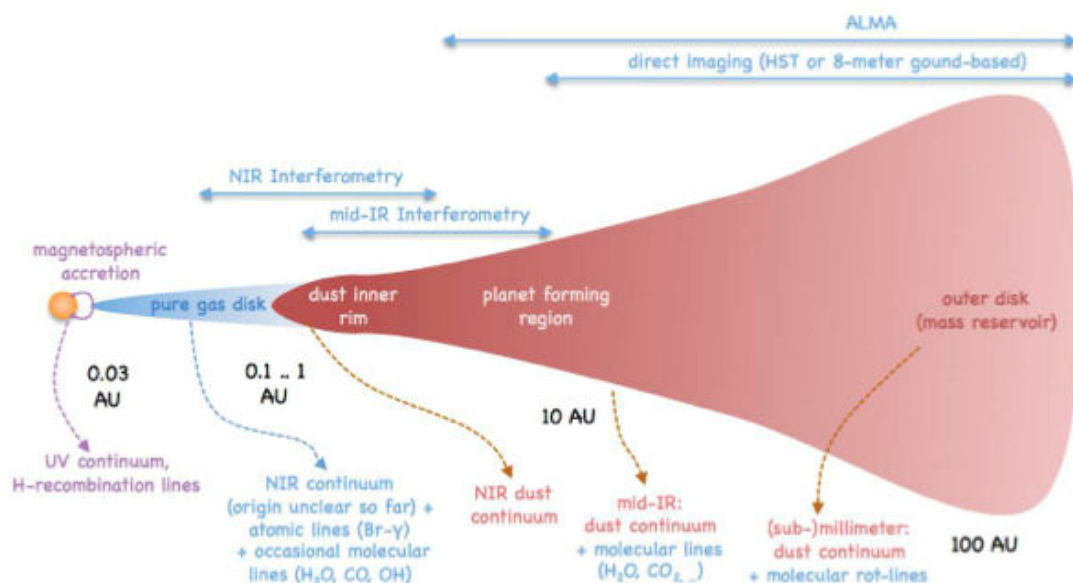 ALMA
direct imaging (HST or 8-meter gound-based)
NIR Interferometry
mid-IR Interferometry
magnetospheric
accretion
pure gas disk
dust inner
rim
planet forming
region
outer disk
(mass reservoir)
0.03
AU
0.1 .. 1
AU
10 AU
100 AU
UV continuum,
H-recombination lines
NIR continuum
(origin unclear so far) +
atomic lines (Br-γ)
+ occasional molecular
lines (H₂O, CO, OH)
NIR dust
continuum
mid-IR:
dust continuum
+ molecular lines
(H₂O, CO₂, ..)
(sub-)millimeter:
dust continuum
+ molecular rot-lines